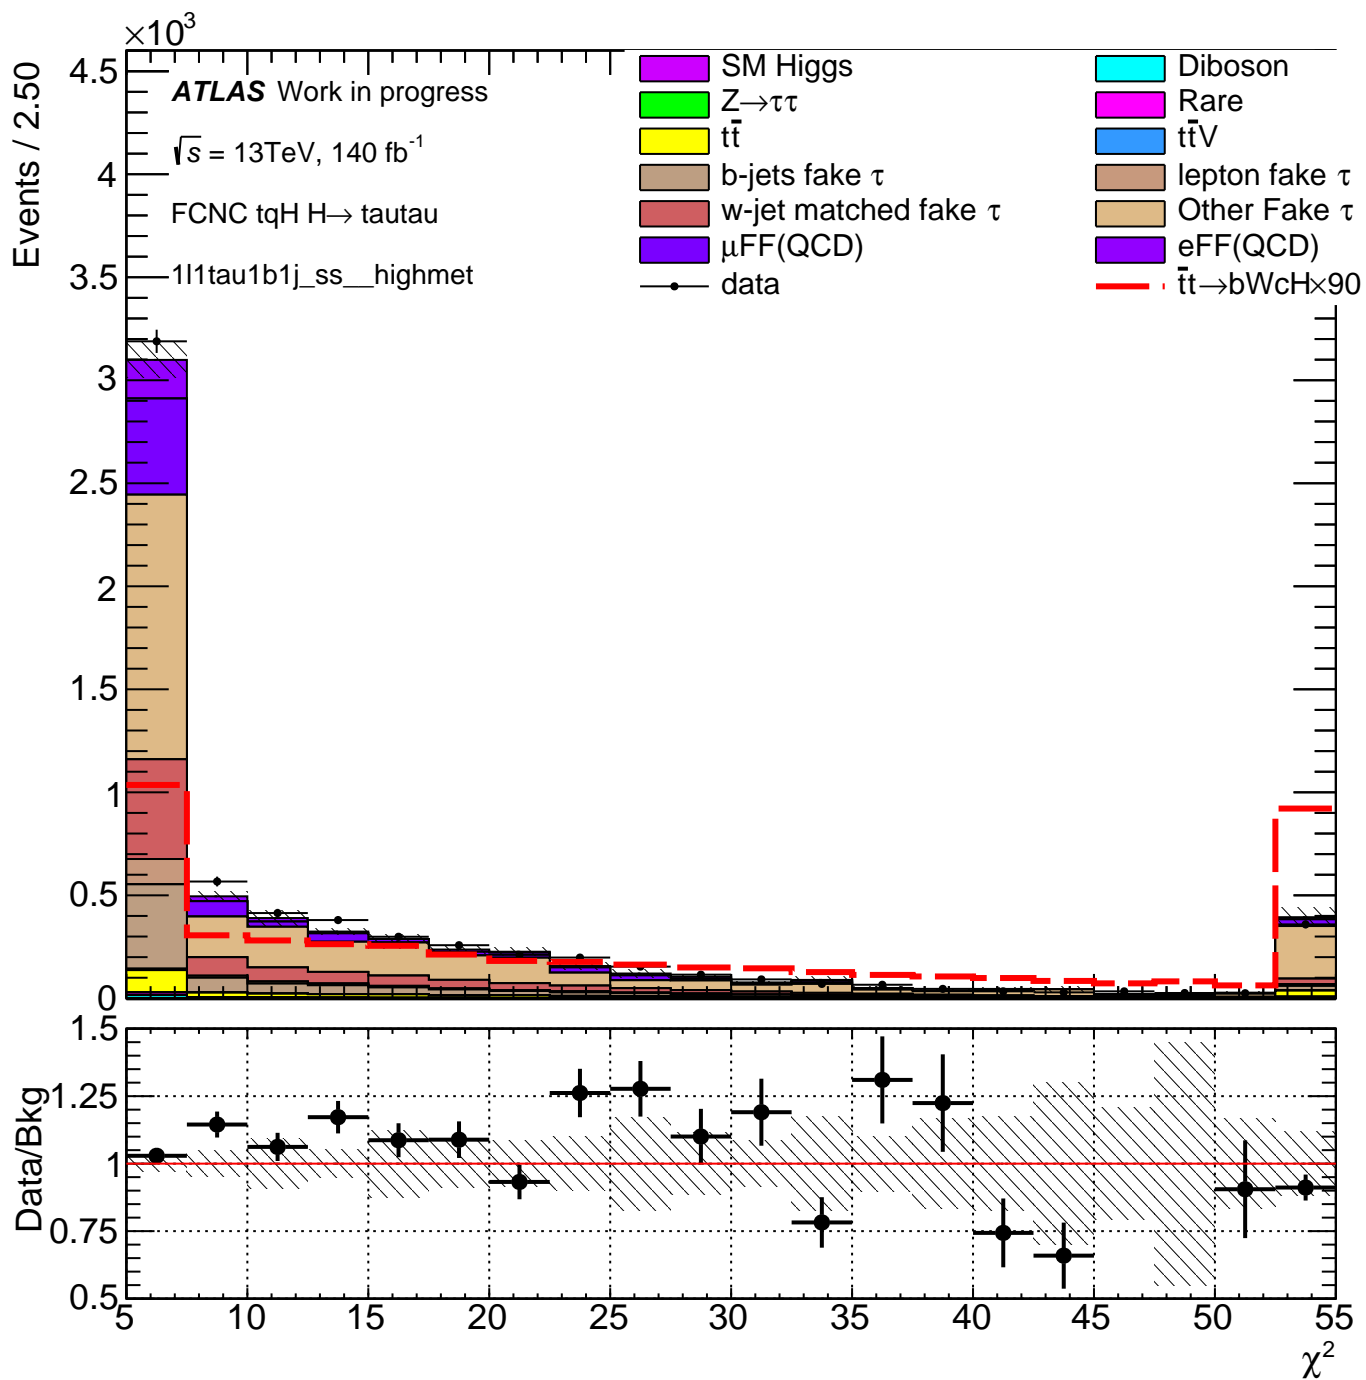 ×10³
Events / 2.50
4.5
4
3.5
3
2.5
2
1.5
1
0.5
0
ATLAS Work in progress
√s = 13TeV, 140 fb⁻¹
FCNC tqH H→ tautau
1l1tau1b1j_ss__highmet
SM Higgs
Z→ττ
tt̄
b-jets fake τ
w-jet matched fake τ
μFF(QCD)
data
Diboson
Rare
tt̄V
lepton fake τ
Other Fake τ
eFF(QCD)
t̄t→bWcH×90
Data/Bkg
1.5
1.25
1
0.75
0.5
5 10 15 20 25 30 35 40 45 50 55
χ²